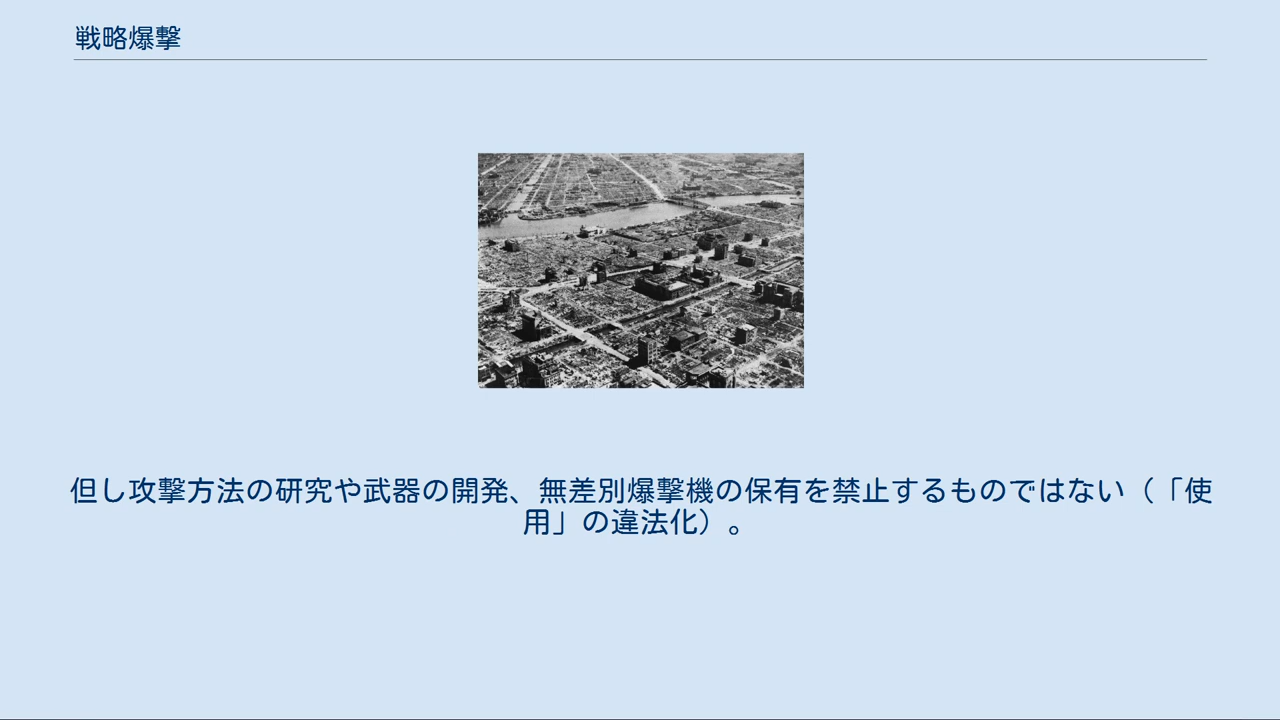 戦略爆撃
但し攻撃方法の研究や武器の開発、無差別爆撃機の保有を禁止するものではない（「使
用」の違法化）。